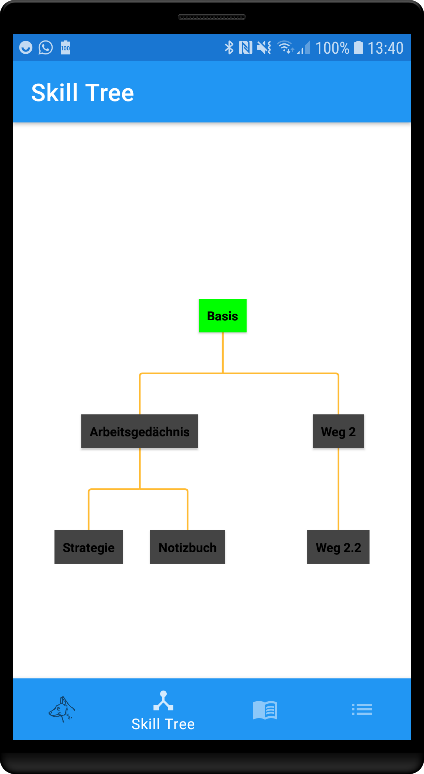 100% 13:40
Skill Tree
Basis
Arbeitsgedächnis Weg 2
Strategie Notizbuch Weg 2.2
Skill Tree